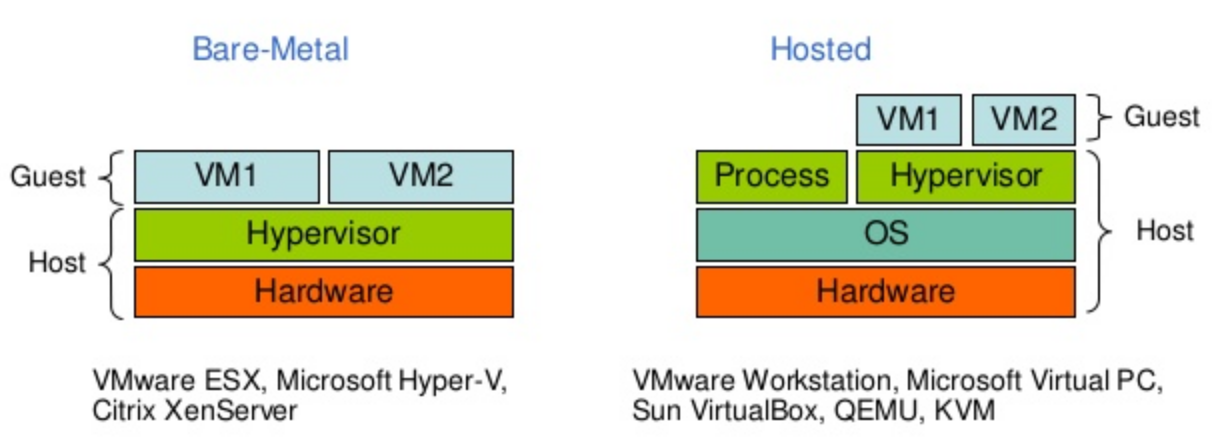 Bare-Metal
Guest
VM1
VM2
Host
Hypervisor
Hardware
VMware ESX, Microsoft Hyper-V,
Citrix XenServer
Hosted
VM1
VM2
Guest
Process
Hypervisor
OS
Host
Hardware
VMware Workstation, Microsoft Virtual PC,
Sun VirtualBox, QEMU, KVM